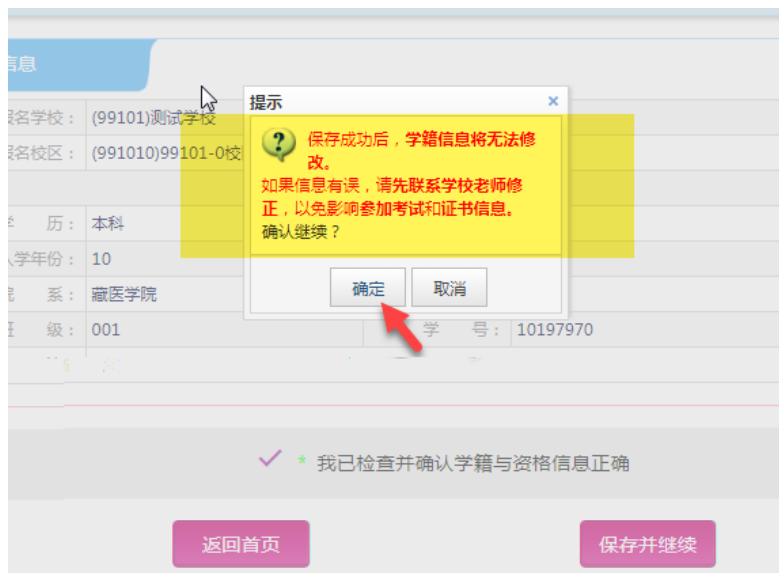 信息
提示
×
报名学校： (99101)测试学校
保存成功后，学籍信息将无法修
改。
报名校区： (991010)99101-0校
如果信息有误，请先联系学校老师修
正，以免影响参加考试和证书信息。
确认继续？
历： 本科
入学年份： 10
确定 取消
系： 藏医学院
级： 001 学 号： 10197970
* 我已检查并确认学籍与资格信息正确
返回首页 保存并继续